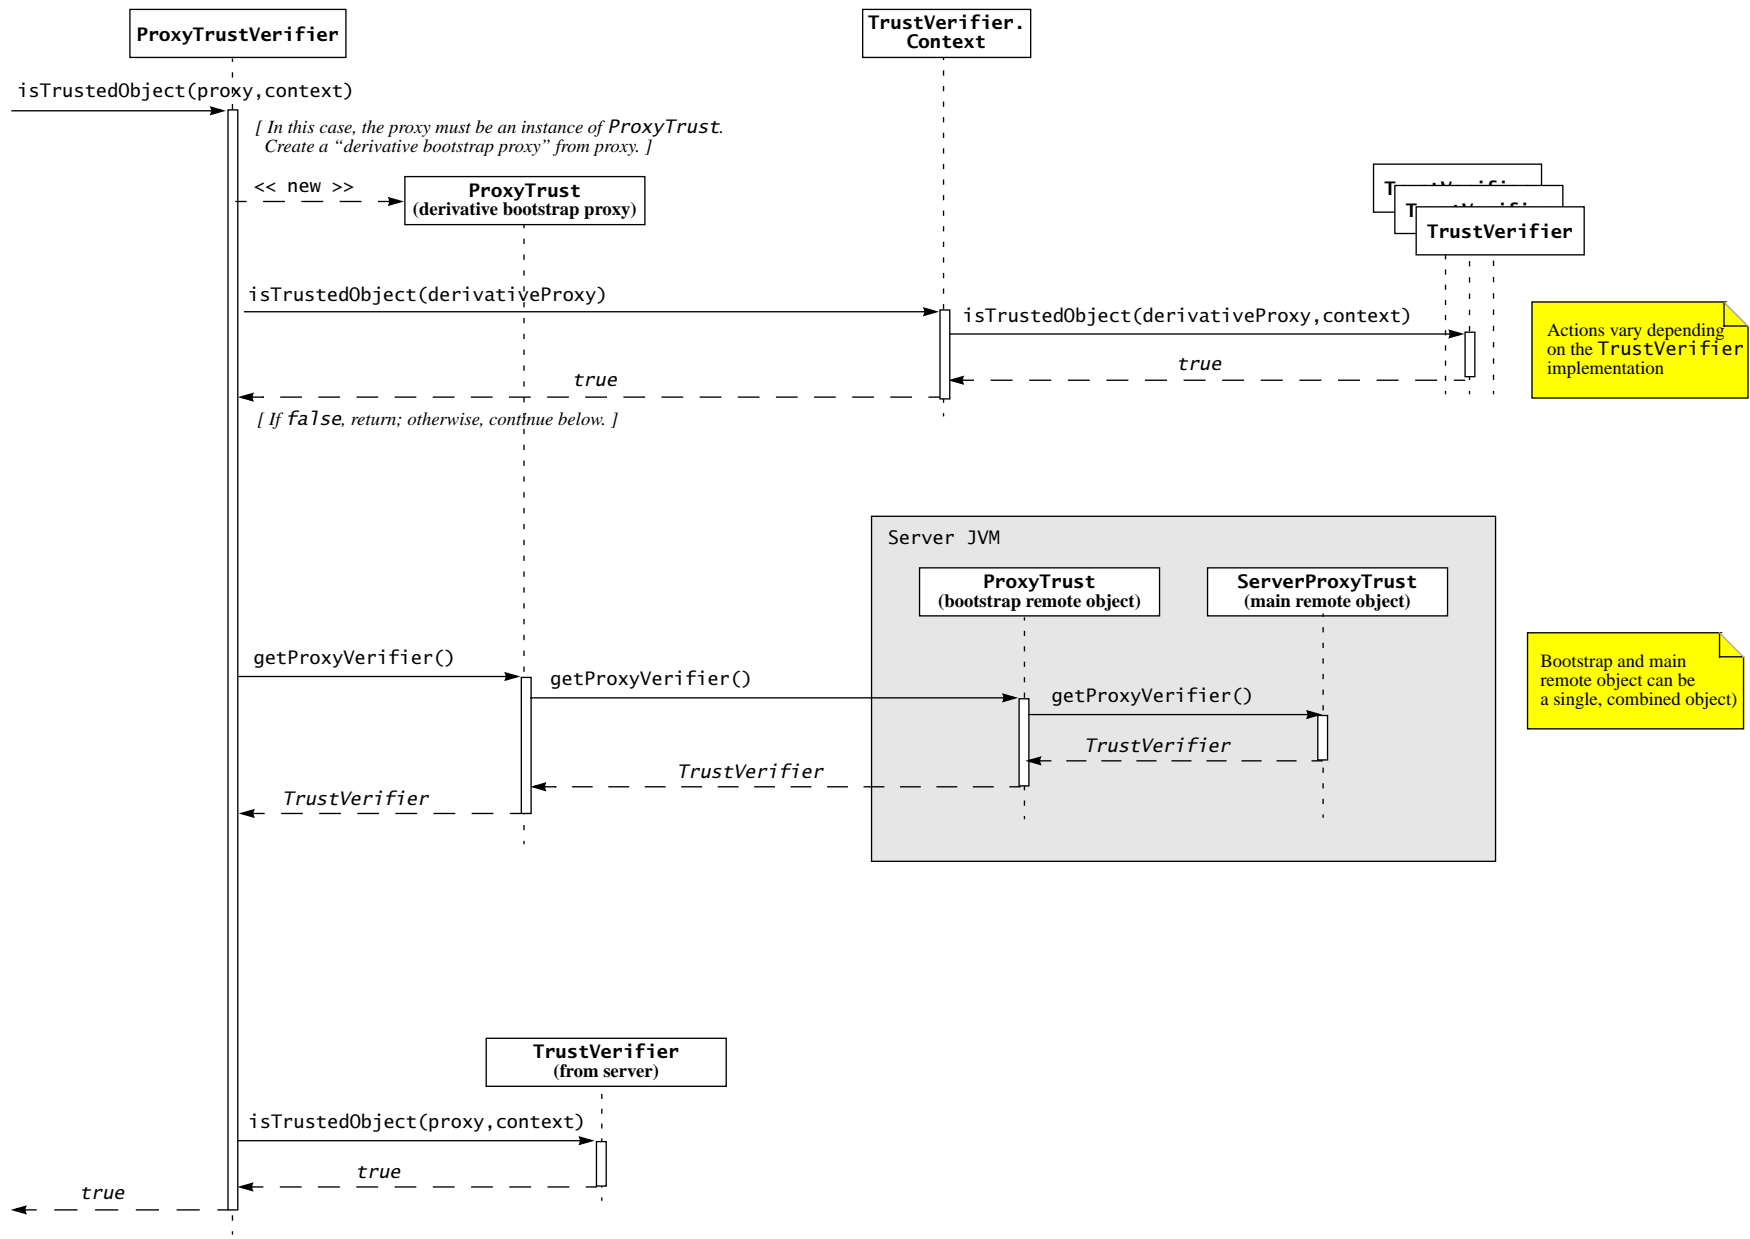 ProxyTrustVerifier
TrustVerifier.
Context
isTrustedObject(proxy,context)
[ In this case, the proxy must be an instance of ProxyTrust.
Create a “derivative bootstrap proxy” from proxy. ]
<< new >>
ProxyTrust
(derivative bootstrap proxy)
TrustVerifier
TrustVerifier
TrustVerifier
isTrustedObject(derivativeProxy)
isTrustedObject(derivativeProxy,context)
Actions vary depending
on the TrustVerifier
implementation
true
true
[ If false, return; otherwise, continue below. ]
Server JVM
ProxyTrust
(bootstrap remote object)
ServerProxyTrust
(main remote object)
getProxyVerifier()
getProxyVerifier()
getProxyVerifier()
Bootstrap and main
remote object can be
a single, combined object)
TrustVerifier
TrustVerifier
TrustVerifier
TrustVerifier
(from server)
isTrustedObject(proxy,context)
true
true